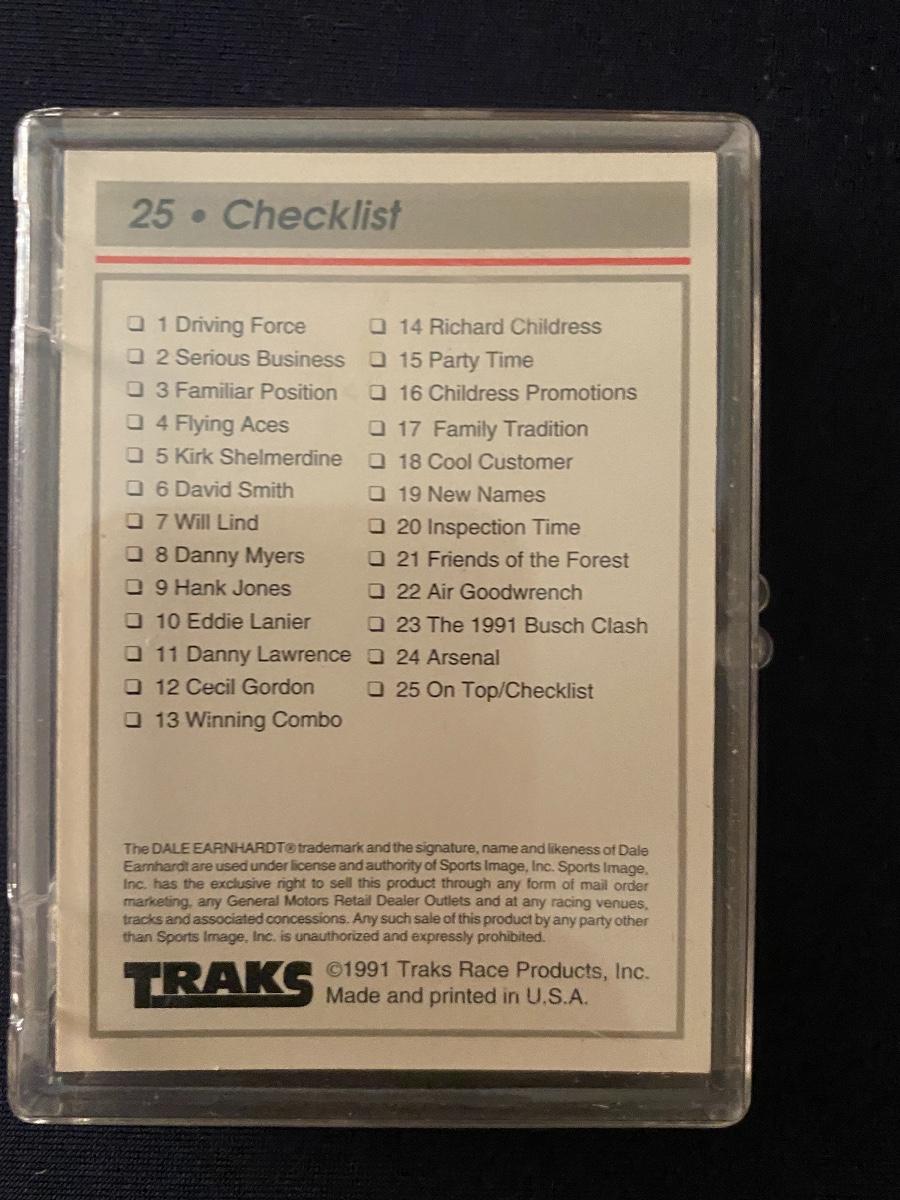 25 • Checklist
❏ 1 Driving Force
❏ 2 Serious Business
❏ 3 Familiar Position
❏ 4 Flying Aces
❏ 5 Kirk Shelmerdine
❏ 6 David Smith
❏ 7 Will Lind
❏ 8 Danny Myers
❏ 9 Hank Jones
❏ 10 Eddie Lanier
❏ 11 Danny Lawrence
❏ 12 Cecil Gordon
❏ 13 Winning Combo
❏ 14 Richard Childress
❏ 15 Party Time
❏ 16 Childress Promotions
❏ 17 Family Tradition
❏ 18 Cool Customer
❏ 19 New Names
❏ 20 Inspection Time
❏ 21 Friends of the Forest
❏ 22 Air Goodwrench
❏ 23 The 1991 Busch Clash
❏ 24 Arsenal
❏ 25 On Top/Checklist
The DALE EARNHARDT® trademark and the signature, name and likeness of Dale
Earnhardt are used under license and authority of Sports Image, Inc. Sports Image,
Inc. has the exclusive right to sell this product through any form of mail order
marketing, any General Motors Retail Dealer Outlets and at any racing venues,
tracks and associated concessions. Any such sale of this product by any party other
than Sports Image, Inc. is unauthorized and expressly prohibited.
TRAKS
©1991 Traks Race Products, Inc.
Made and printed in U.S.A.